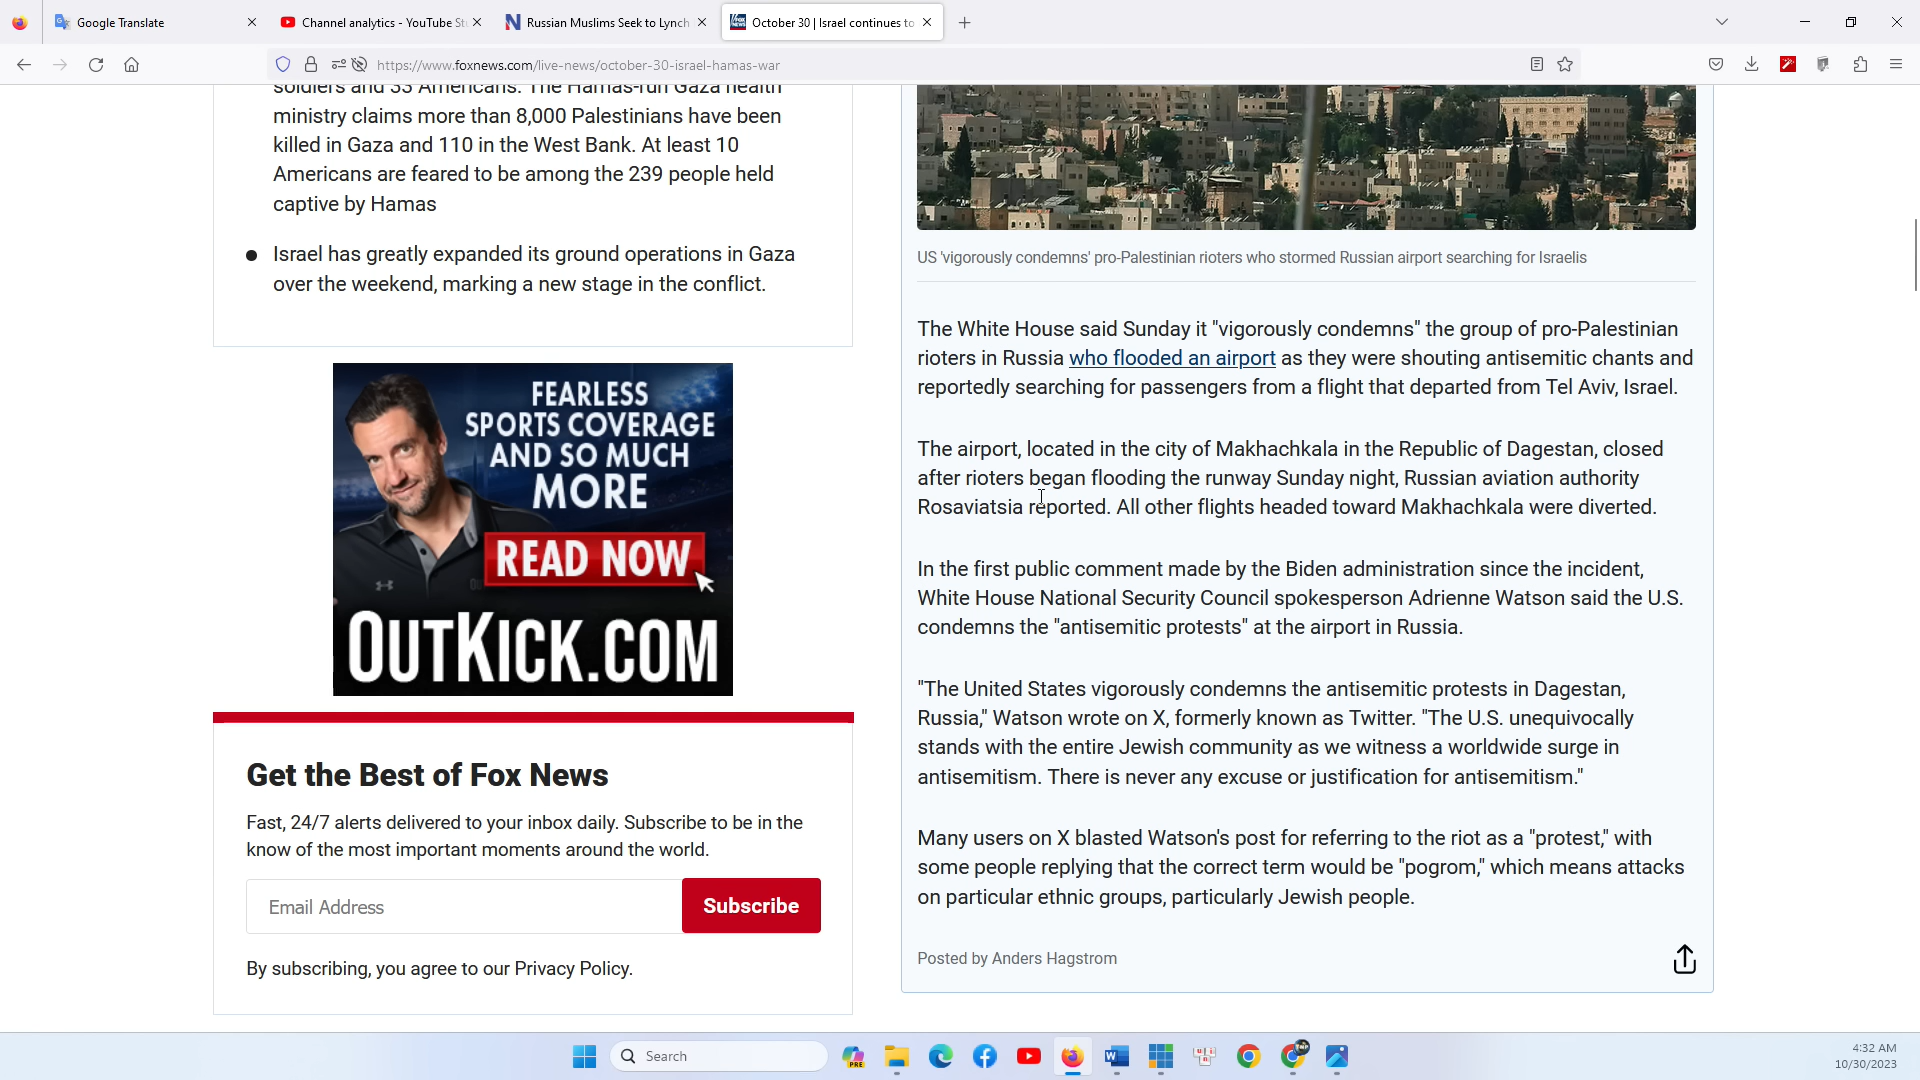 Google Translate
Channel analytics - YouTube St
Russian Muslims Seek to Lynch
October 30 | Israel continues to
https://www.foxnews.com/live-news/october-30-israel-hamas-war
soldiers and 33 Americans. The Hamas-run Gaza health
ministry claims more than 8,000 Palestinians have been
killed in Gaza and 110 in the West Bank. At least 10
Americans are feared to be among the 239 people held
captive by Hamas
Israel has greatly expanded its ground operations in Gaza
over the weekend, marking a new stage in the conflict.
FEARLESS
SPORTS COVERAGE
AND SO MUCH
MORE
READ NOW
OUTKICK.COM
Get the Best of Fox News
Fast, 24/7 alerts delivered to your inbox daily. Subscribe to be in the
know of the most important moments around the world.
Email Address
Subscribe
By subscribing, you agree to our Privacy Policy.
US 'vigorously condemns' pro-Palestinian rioters who stormed Russian airport searching for Israelis
The White House said Sunday it "vigorously condemns" the group of pro-Palestinian
rioters in Russia who flooded an airport as they were shouting antisemitic chants and
reportedly searching for passengers from a flight that departed from Tel Aviv, Israel.
The airport, located in the city of Makhachkala in the Republic of Dagestan, closed
after rioters began flooding the runway Sunday night, Russian aviation authority
Rosaviatsia reported. All other flights headed toward Makhachkala were diverted.
In the first public comment made by the Biden administration since the incident,
White House National Security Council spokesperson Adrienne Watson said the U.S.
condemns the "antisemitic protests" at the airport in Russia.
"The United States vigorously condemns the antisemitic protests in Dagestan,
Russia," Watson wrote on X, formerly known as Twitter. "The U.S. unequivocally
stands with the entire Jewish community as we witness a worldwide surge in
antisemitism. There is never any excuse or justification for antisemitism."
Many users on X blasted Watson's post for referring to the riot as a "protest," with
some people replying that the correct term would be "pogrom," which means attacks
on particular ethnic groups, particularly Jewish people.
Posted by Anders Hagstrom
Search
PRE
4:32 AM
10/30/2023